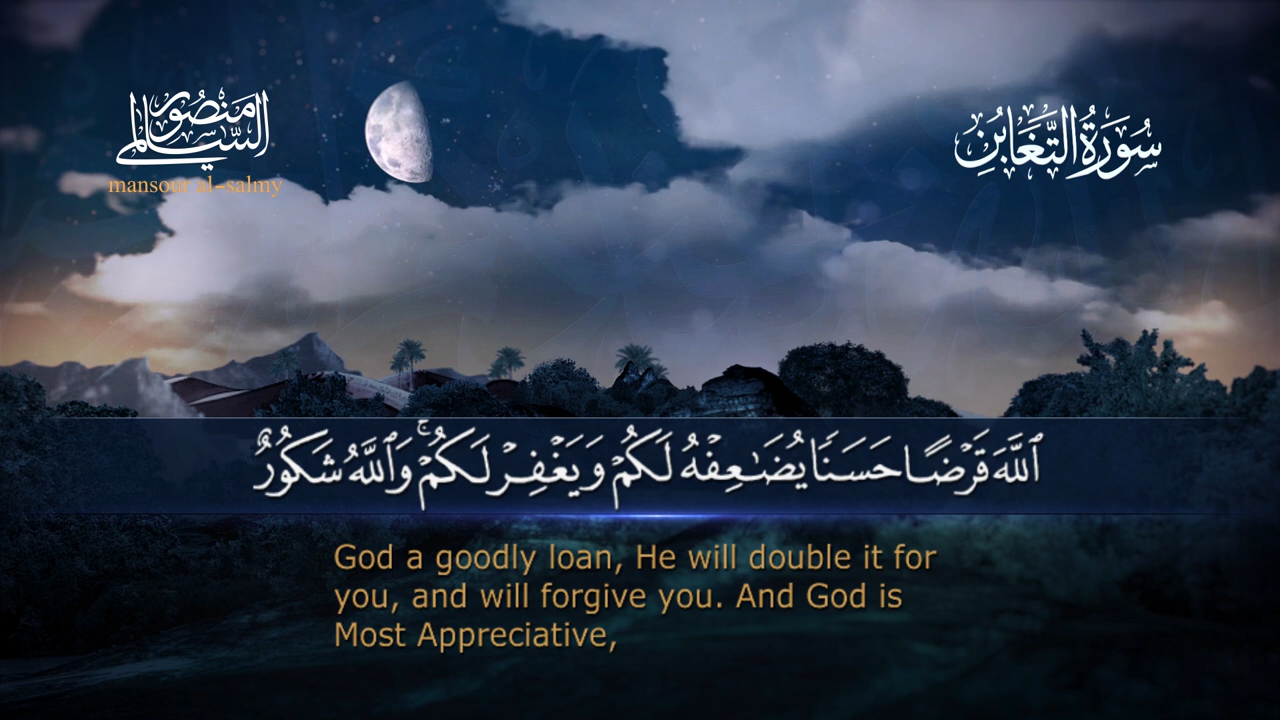 منصور السالمي
mansour al-salmy
سُورَةُ التَّغَابُنِ
ٱللَّهَ قَرْضًا حَسَنٗا يُضَٰعِفْهُ لَكُمْ وَيَغْفِرْ لَكُمْۚ وَٱللَّهُ شَكُورٌ
God a goodly loan, He will double it for
you, and will forgive you. And God is
Most Appreciative,